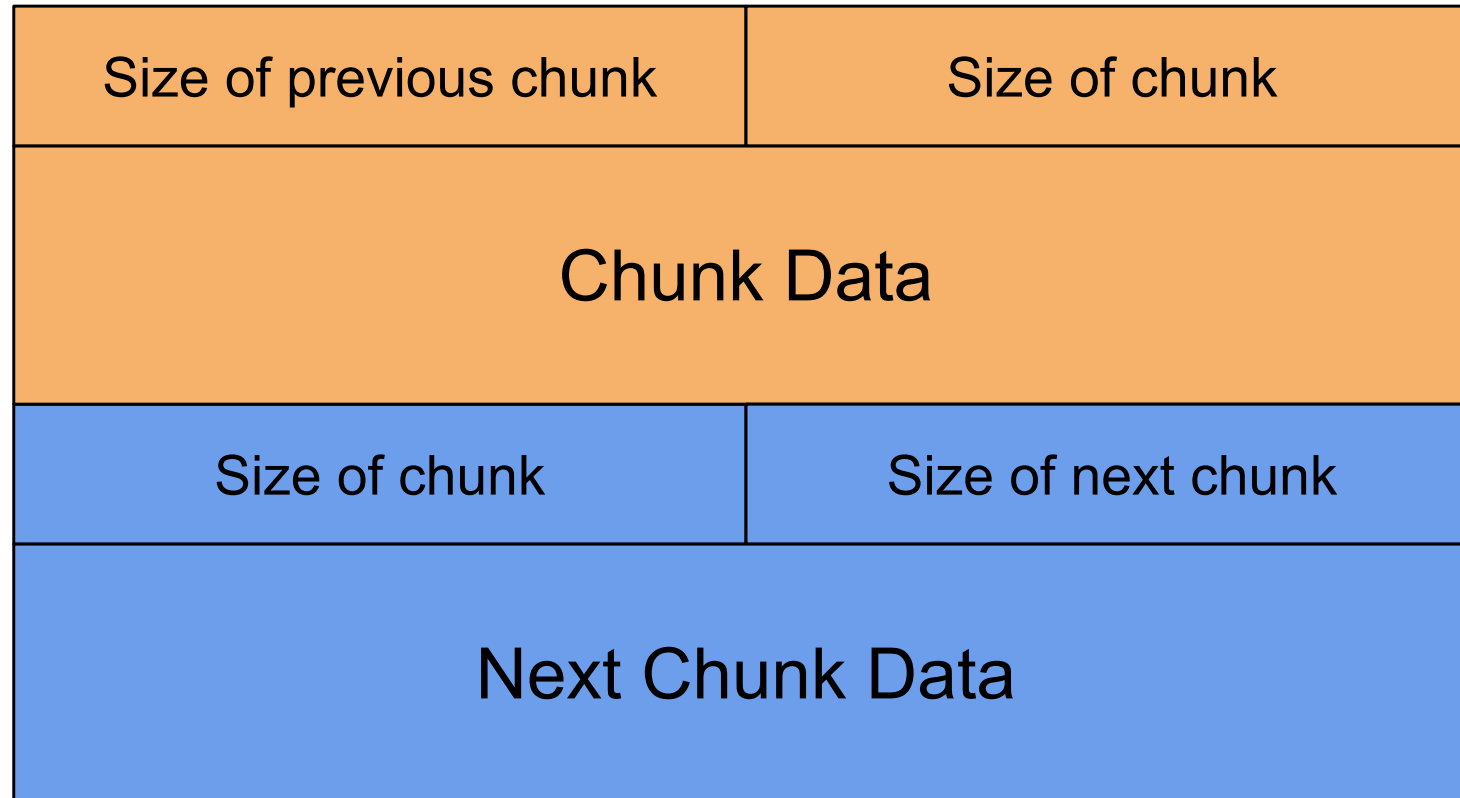 Size of previous chunk
Size of chunk
Chunk Data
Size of chunk
Size of next chunk
Next Chunk Data